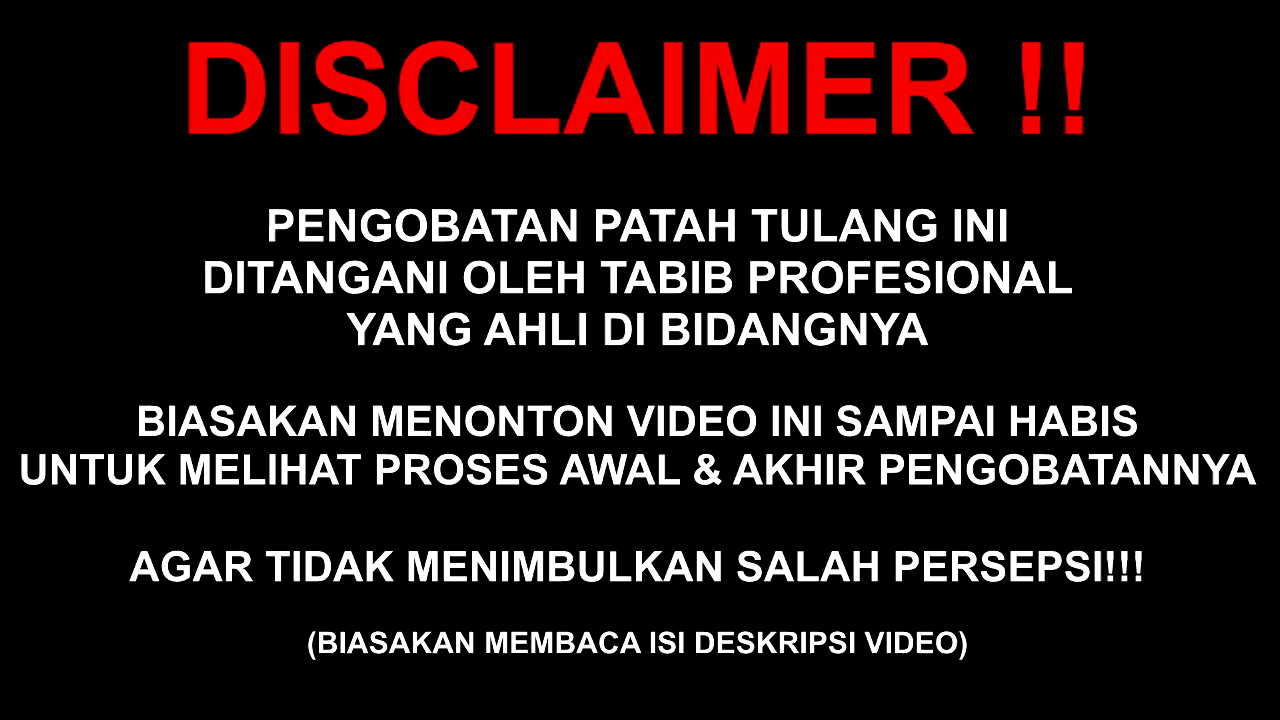 DISCLAIMER !!
PENGOBATAN PATAH TULANG INI
DITANGANI OLEH TABIB PROFESIONAL
YANG AHLI DI BIDANGNYA
BIASAKAN MENONTON VIDEO INI SAMPAI HABIS
UNTUK MELIHAT PROSES AWAL & AKHIR PENGOBATANNYA
AGAR TIDAK MENIMBULKAN SALAH PERSEPSI!!!
(BIASAKAN MEMBACA ISI DESKRIPSI VIDEO)